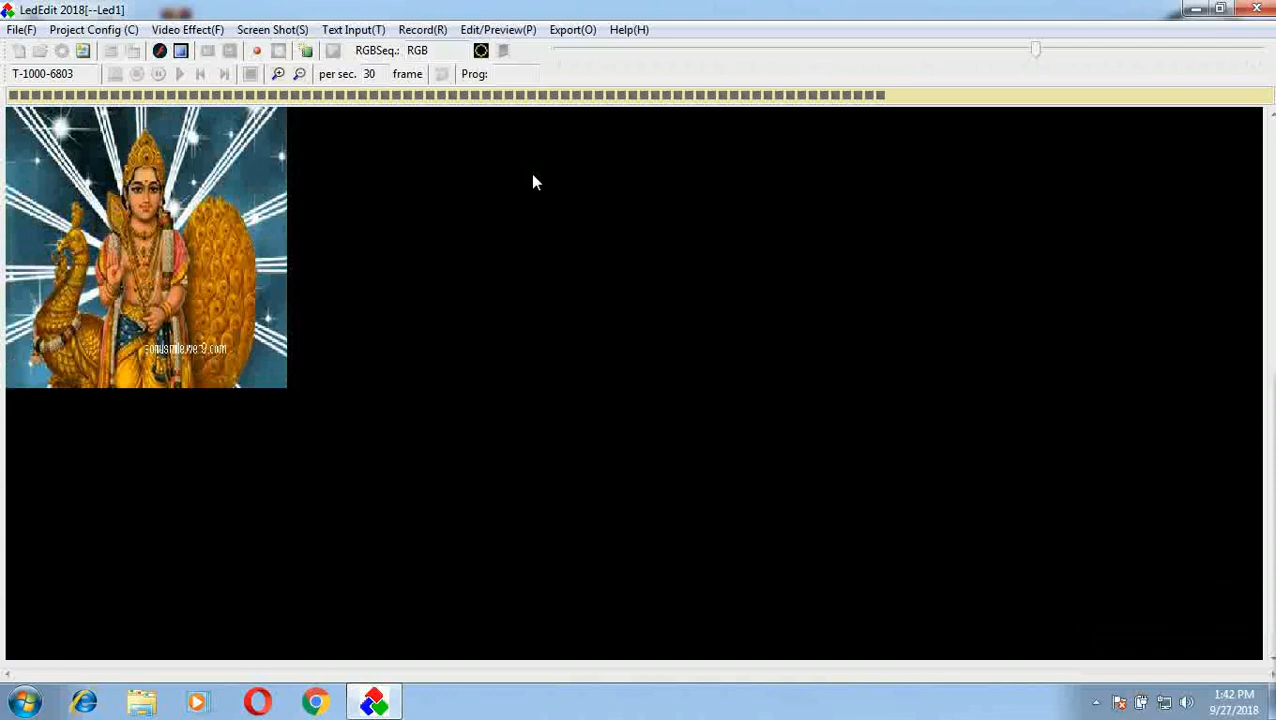 LedEdit 2018[--Led1]
File(F) Project Config (C) Video Effect(F) Screen Shot(S) Text Input(T) Record(R) Edit/Preview(P) Export(O) Help(H)
RGBSeq.: RGB
T-1000-6803 per sec. 30 frame Prog:
1:42 PM
9/27/2018